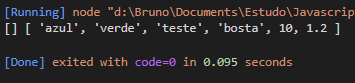 [Running] node "d:\Bruno\Documents\Estudo\Javascrip
[] [ 'azul', 'verde', 'teste', 'bosta', 10, 1.2 ]
[Done] exited with code=0 in 0.095 seconds